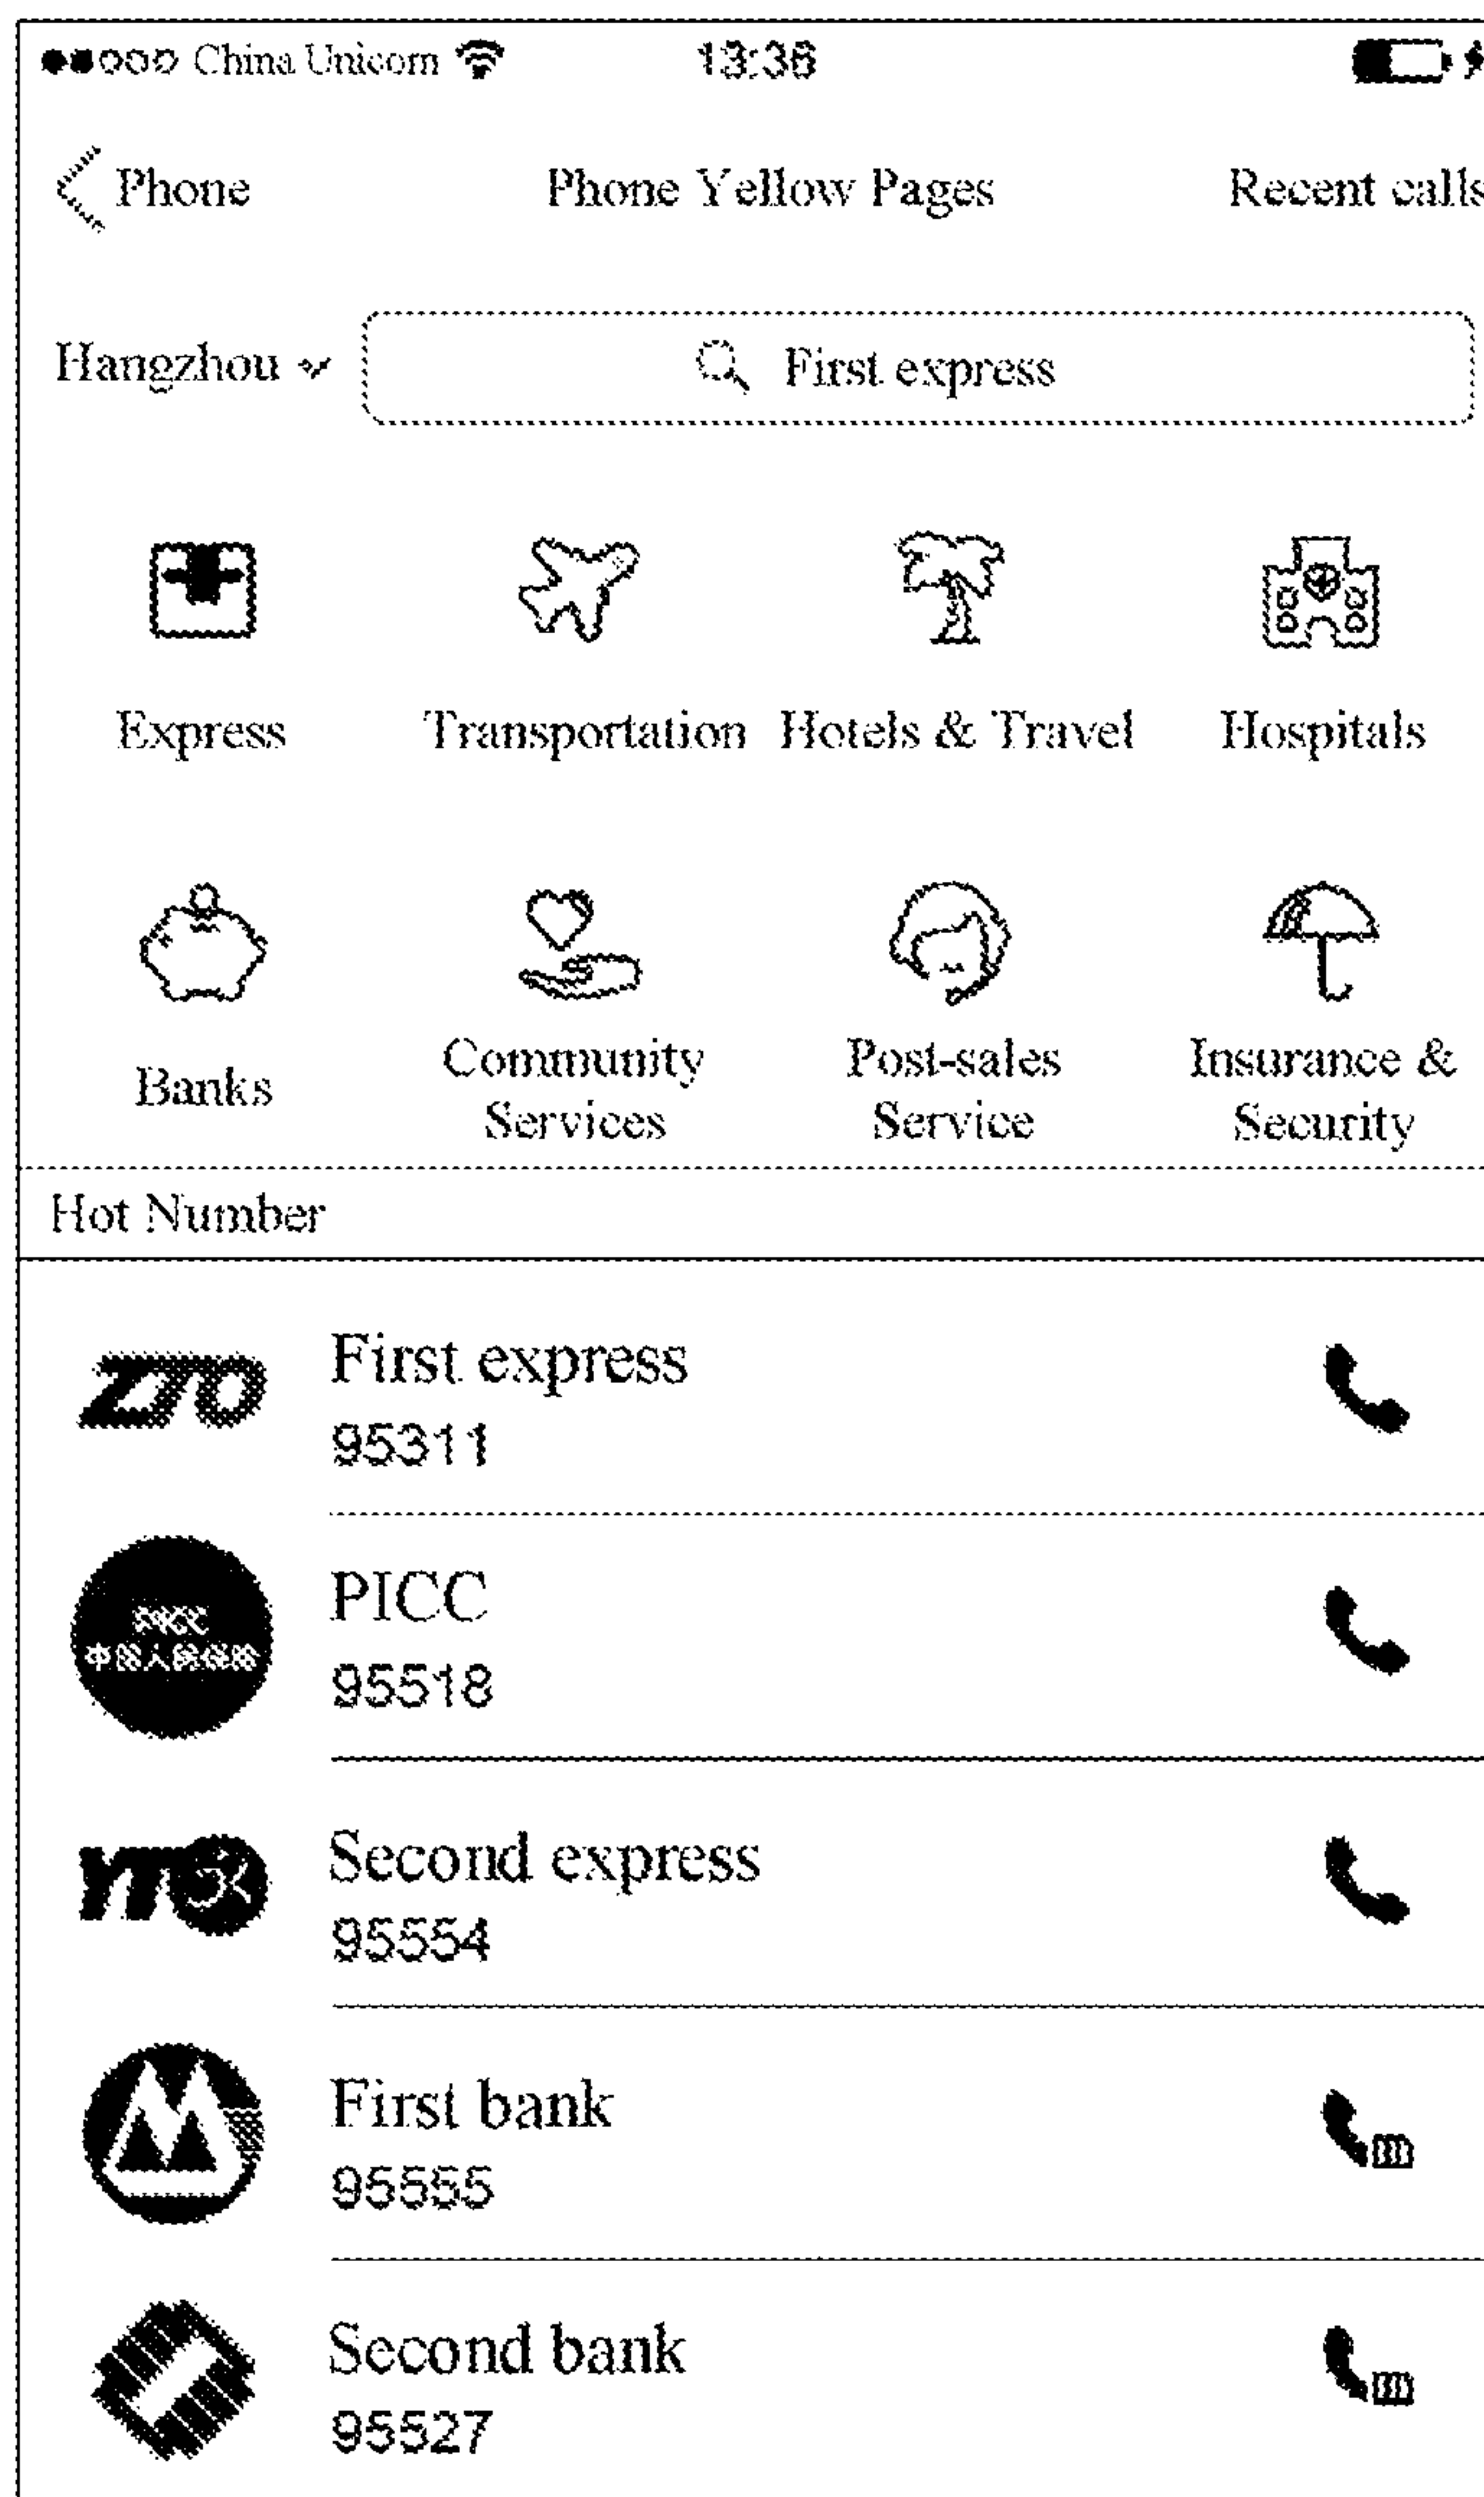 China Unicom 13:36
Phone Phone Yellow Pages Recent calls
Hangzhou First express
Express Transportation Hotels & Travel Hospitals
Banks Community Services Post-sales Service Insurance & Security
Hot Number
ZTO
First express
95311
PICC
95518
Second express
95554
First bank
95555
Second bank
95527